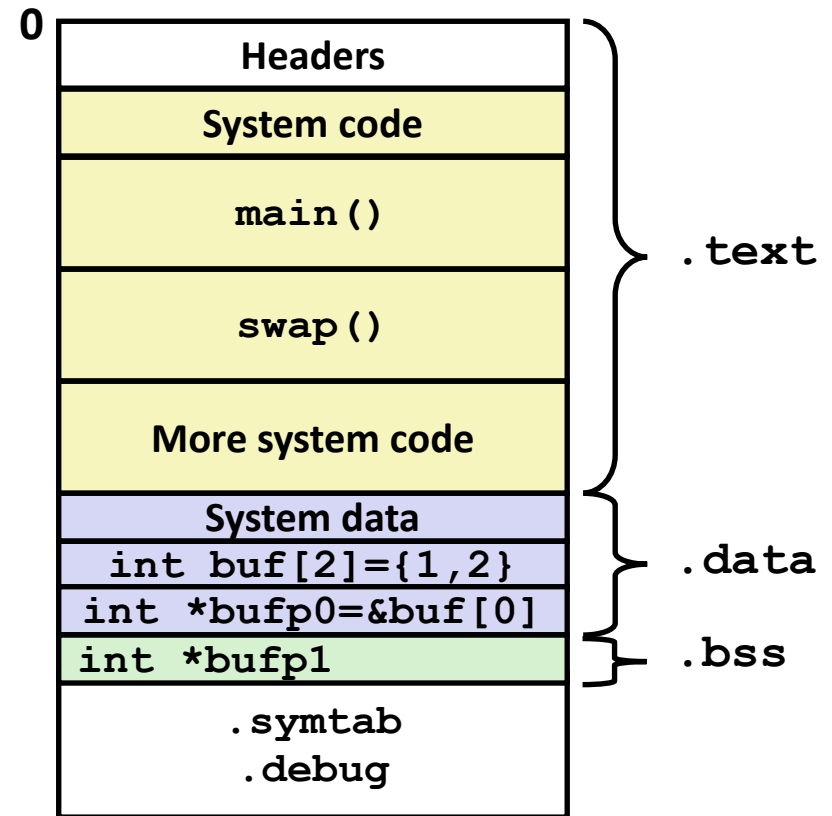 0
Headers
System code
main()
.text
swap()
More system code
System data
int buf[2]={1,2}
.data
int *bufp0=&buf[0]
int *bufp1
.bss
.symtab
.debug